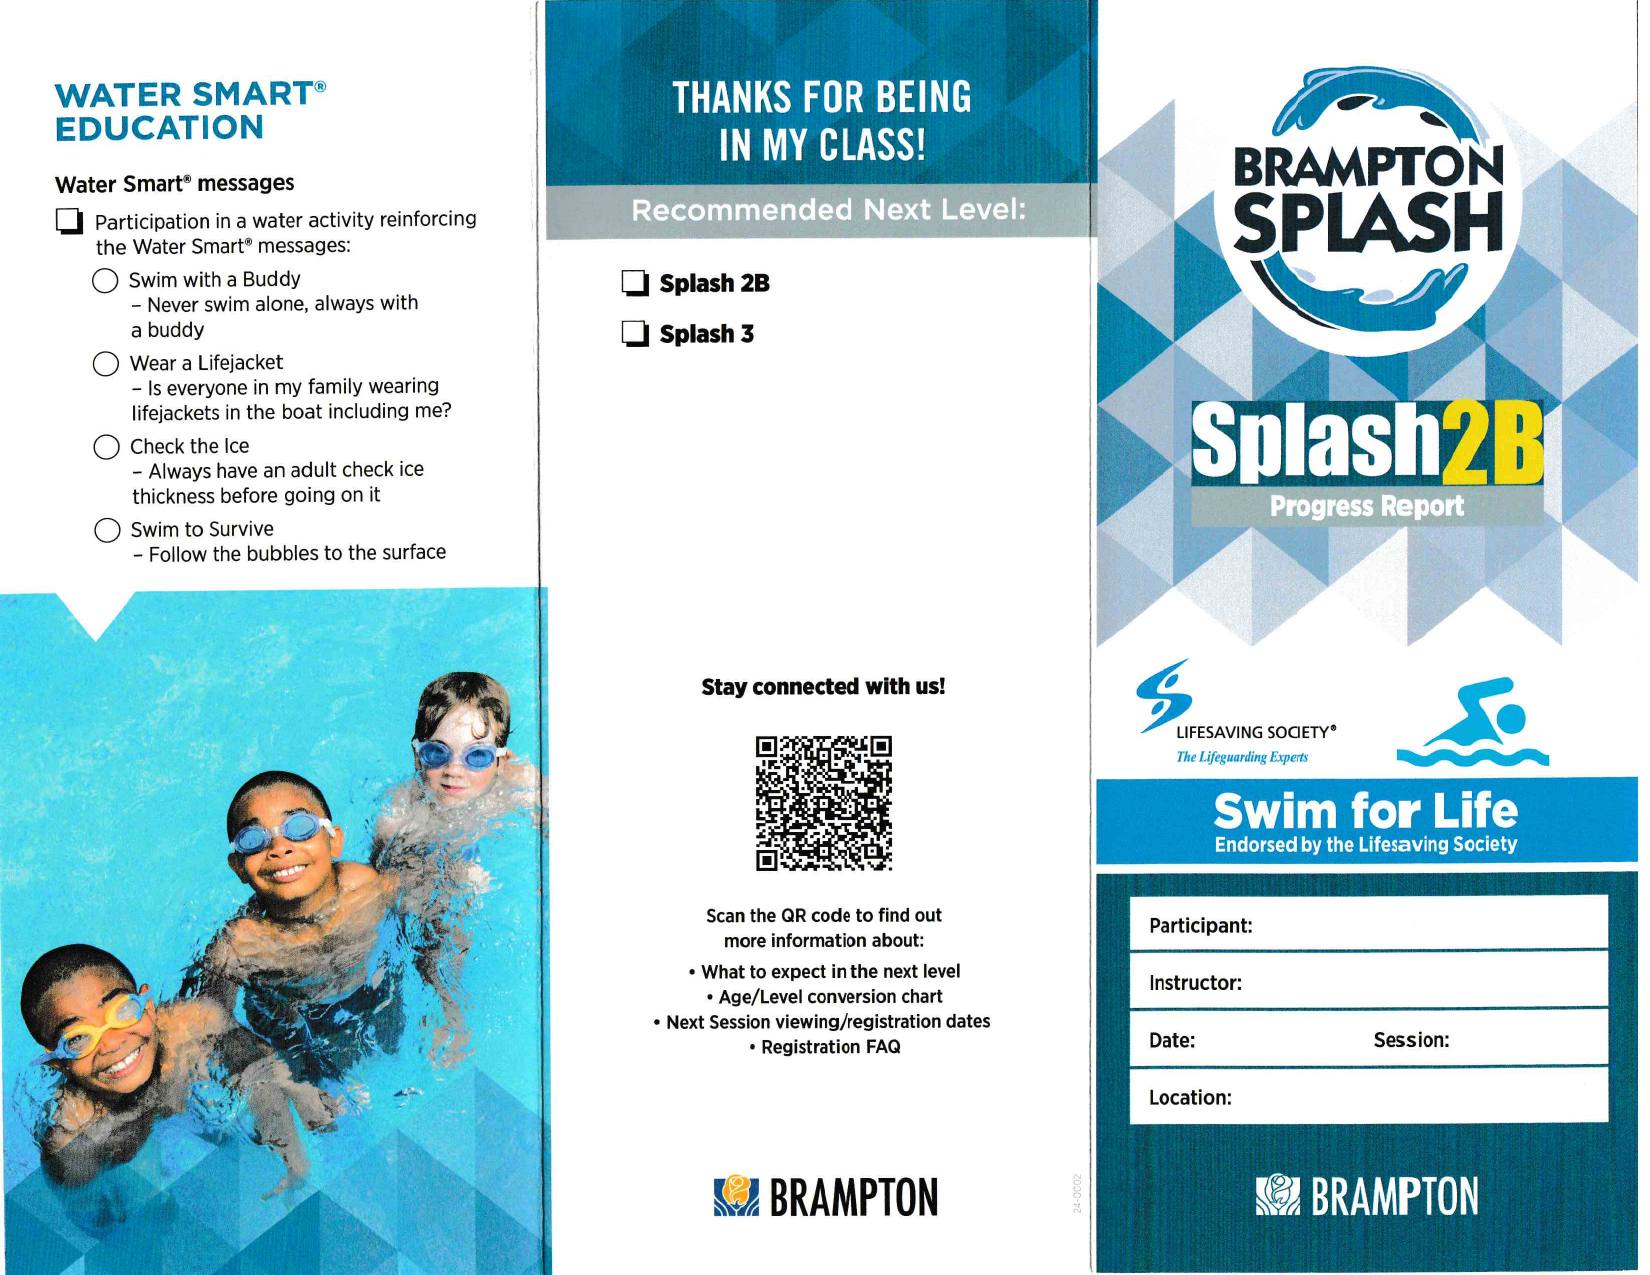 WATER SMART®
EDUCATION
Water Smart® messages
Participation in a water activity reinforcing
the Water Smart® messages:
Swim with a Buddy
– Never swim alone, always with
a buddy
Wear a Lifejacket
– Is everyone in my family wearing
lifejackets in the boat including me?
Check the Ice
– Always have an adult check ice
thickness before going on it
Swim to Survive
– Follow the bubbles to the surface
THANKS FOR BEING
IN MY CLASS!
Recommended Next Level:
Splash 2B
Splash 3
Stay connected with us!
Scan the QR code to find out
more information about:
• What to expect in the next level
• Age/Level conversion chart
• Next Session viewing/registration dates
• Registration FAQ
BRAMPTON
24-0002
BRAMPTON
SPLASH
Splash2B
Progress Report
LIFESAVING SOCIETY®
The Lifeguarding Experts
Swim for Life
Endorsed by the Lifesaving Society
Participant:
Instructor:
Date: Session:
Location:
BRAMPTON